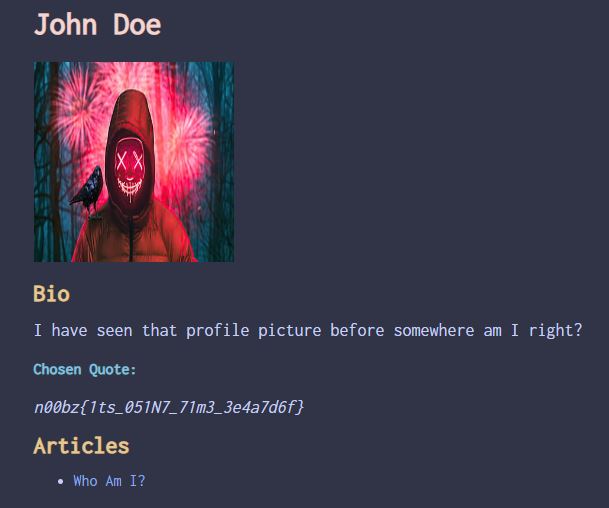 John Doe
Bio
I have seen that profile picture before somewhere am I right?
Chosen Quote:
n00bz{1ts_051N7_71m3_3e4a7d6f}
Articles
Who Am I?